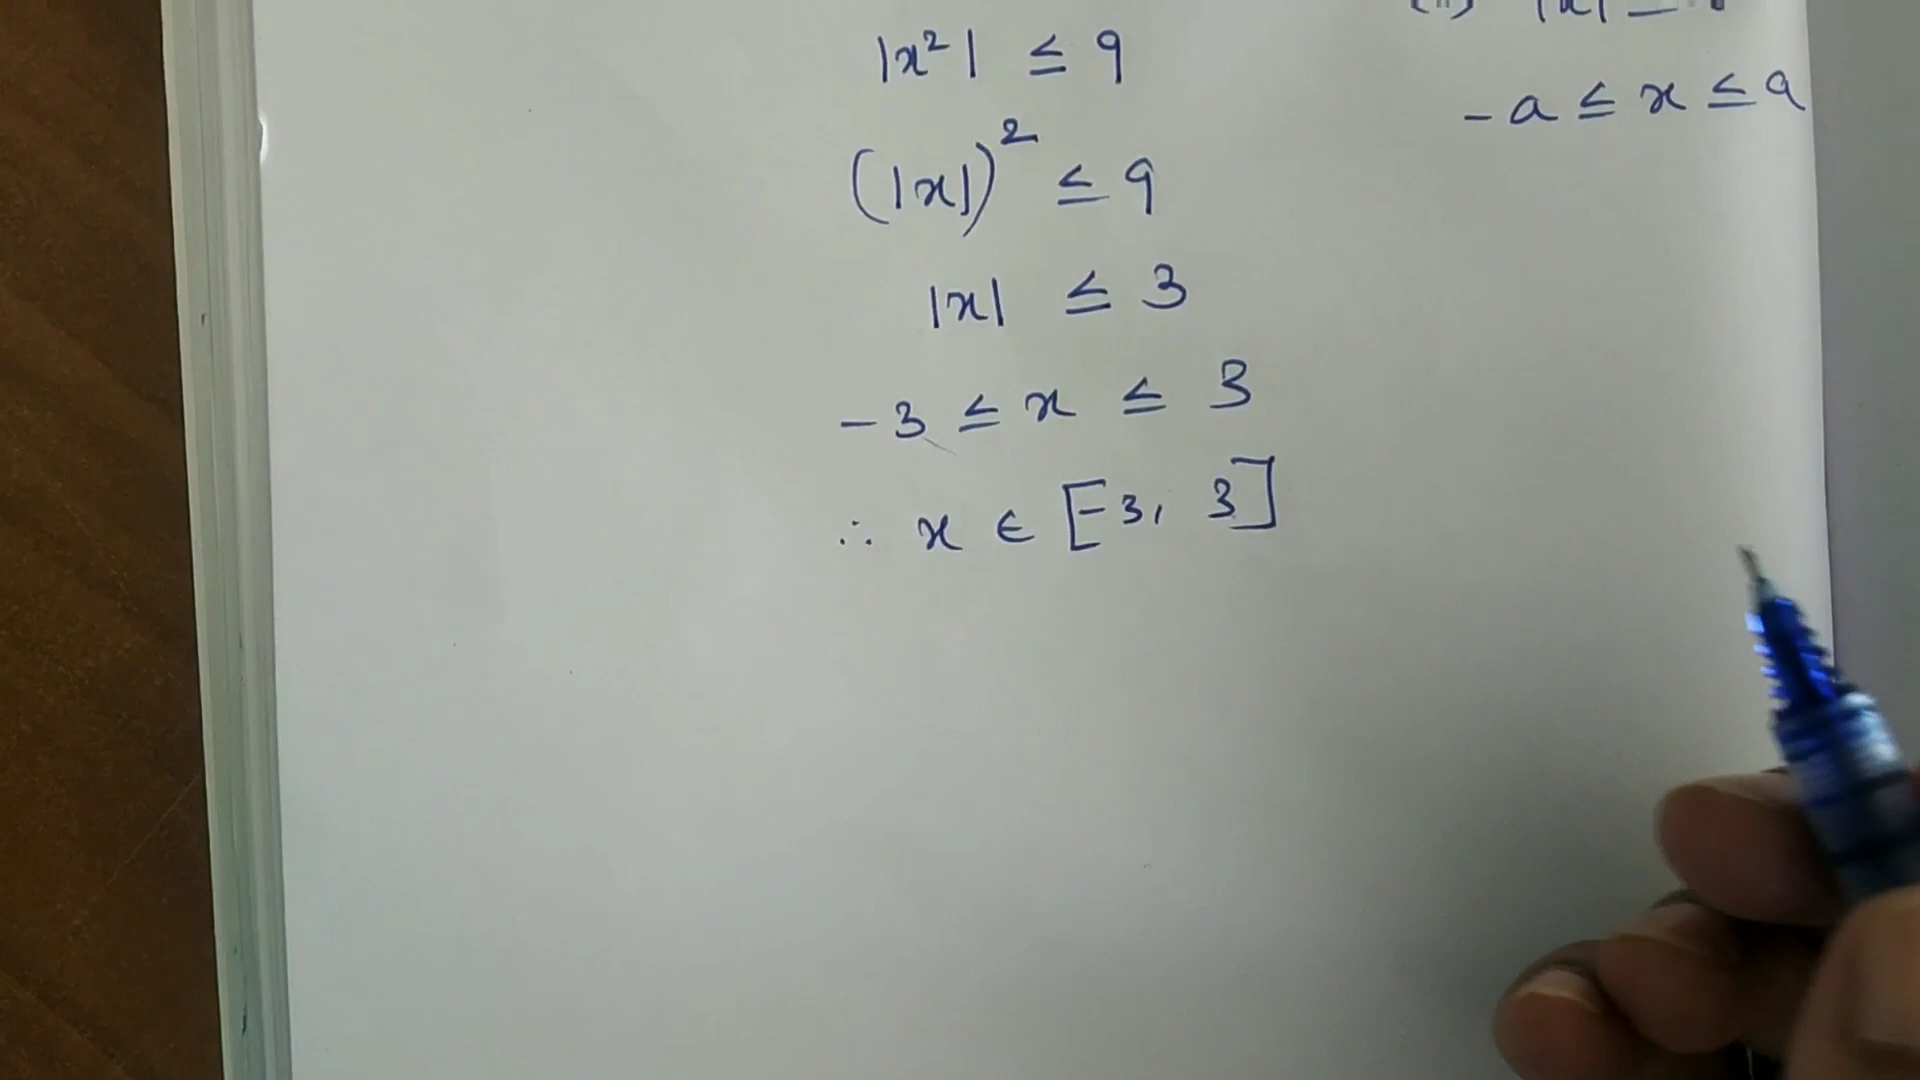 |x²| ≤ 9
(|x|)² ≤ 9
|x| ≤ 3
-3 ≤ x ≤ 3
∴ x ∈ [-3, 3]
|x| ≤
-a ≤ x ≤ a